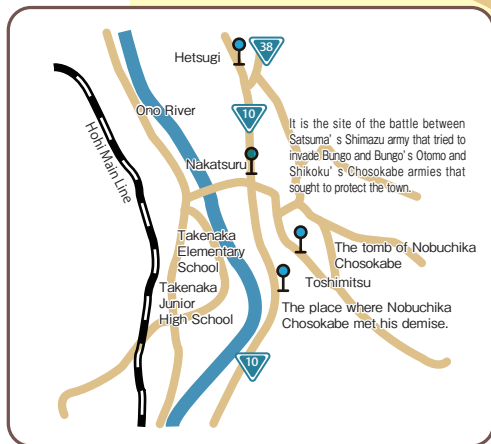 Hetsugi
38
10
Ono River
Hohi Main Line
It is the site of the battle between
Satsuma' s Shimazu army that tried to
invade Bungo and Bungo' s Otomo and
Shikoku' s Chosokabe armies that
sought to protect the town.
Nakatsuru
Takenaka
Elementary
School
The tomb of Nobuchika
Chosokabe
Toshimitsu
Takenaka
Junior
High School
The place where Nobuchika
Chosokabe met his demise.
10